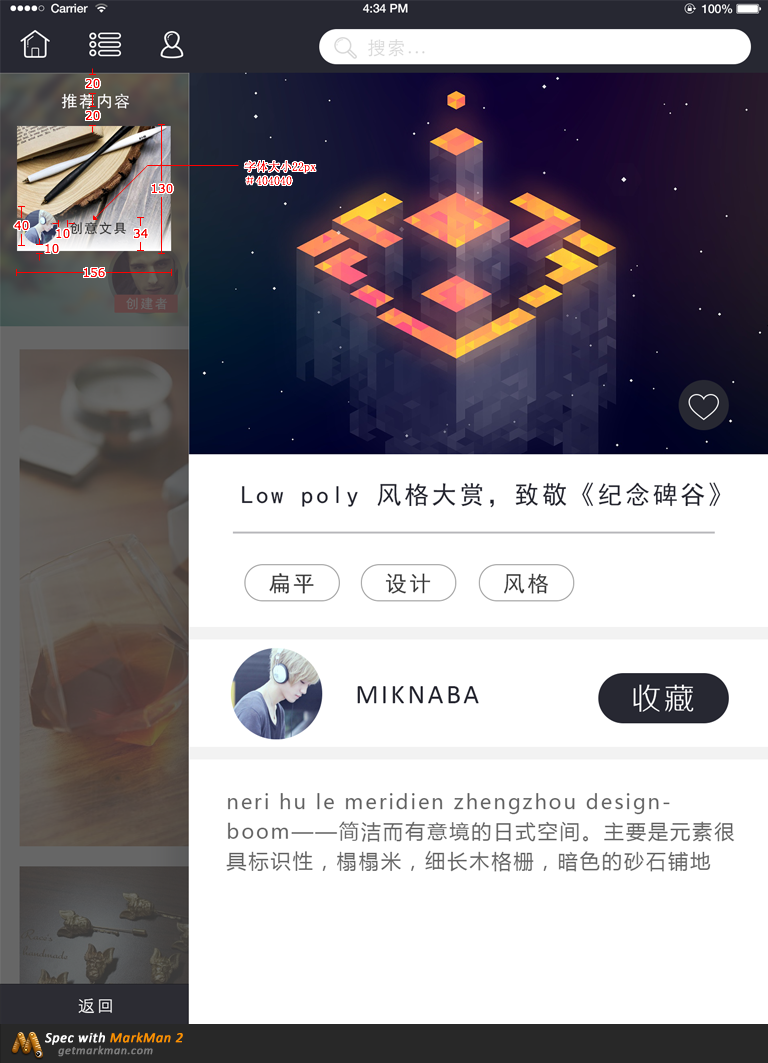 Carrier
4:34 PM
100%
搜索...
20
推荐内容
20
字体大小22px
#404040
130
40
10
创意文具
34
10
156
创建者
Low poly 风格大赏，致敬《纪念碑谷》
扁平
设计
风格
MIKNABA
收藏
neri hu le meridien zhengzhou design-
boom——简洁而有意境的日式空间。主要是元素很
具标识性，榻榻米，细长木格栅，暗色的砂石铺地
返回
Spec with MarkMan 2
getmarkman.com